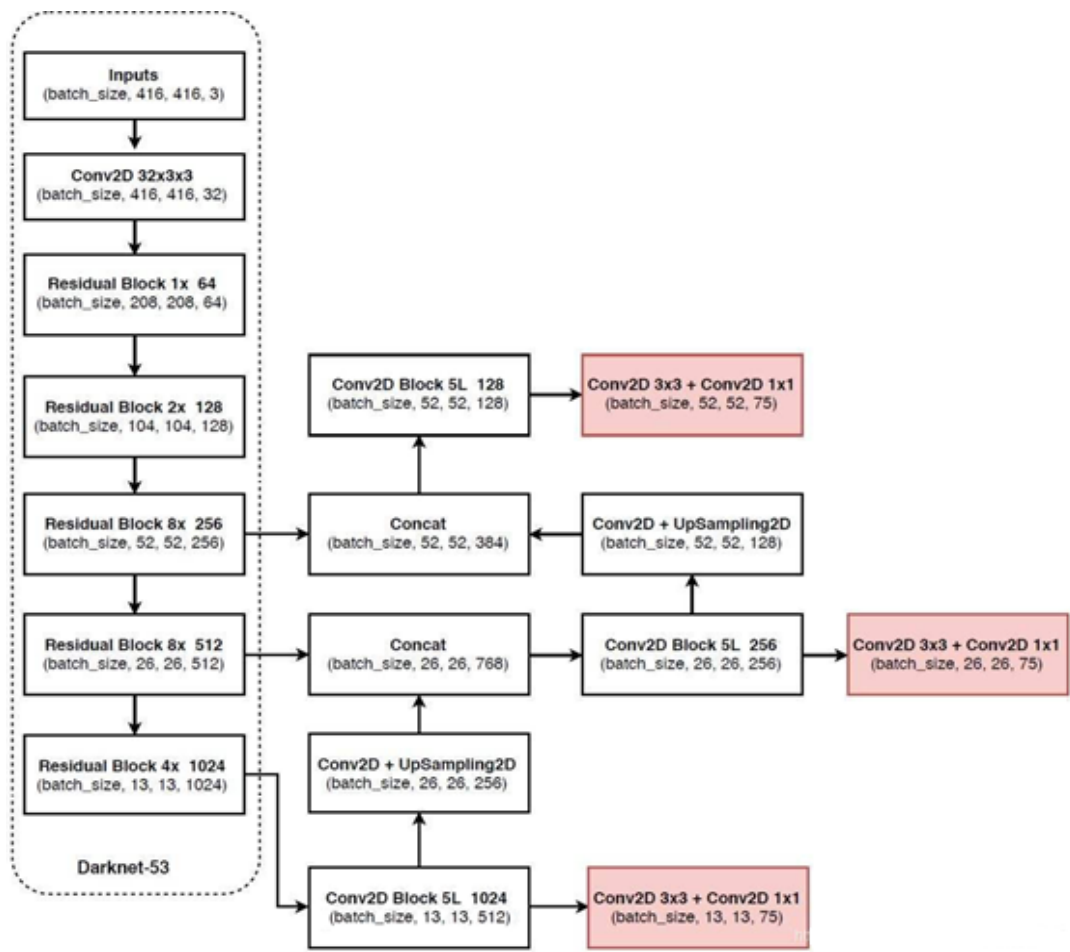 Inputs
(batch_size, 416, 416, 3)
Conv2D 32x3x3
(batch_size, 416, 416, 32)
Residual Block 1x 64
(batch_size, 208, 208, 64)
Residual Block 2x 128
(batch_size, 104, 104, 128)
Residual Block 8x 256
(batch_size, 52, 52, 256)
Residual Block 8x 512
(batch_size, 26, 26, 512)
Residual Block 4x 1024
(batch_size, 13, 13, 1024)
Darknet-53
Conv2D Block 5L 128
(batch_size, 52, 52, 128)
Conv2D 3x3 + Conv2D 1x1
(batch_size, 52, 52, 75)
Concat
(batch_size, 52, 52, 384)
Conv2D + UpSampling2D
(batch_size, 52, 52, 128)
Concat
(batch_size, 26, 26, 768)
Conv2D Block 5L 256
(batch_size, 26, 26, 256)
Conv2D 3x3 + Conv2D 1x1
(batch_size, 26, 26, 75)
Conv2D + UpSampling2D
(batch_size, 26, 26, 256)
Conv2D Block 5L 1024
(batch_size, 13, 13, 512)
Conv2D 3x3 + Conv2D 1x1
(batch_size, 13, 13, 75)